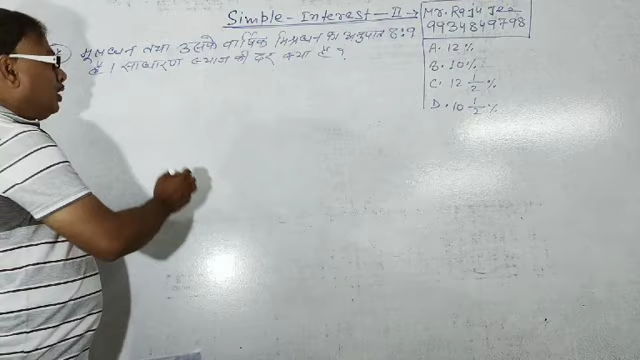 Simple - Interest - II
Mr. Raju Jee
9934849798
मूलधन तथा उसके वार्षिक मिश्रधन का अनुपात 8:9
है। साधारण ब्याज की दर क्या है?
A. 12%
B. 10%
C. 12 1/2 %
D. 10 1/2 %